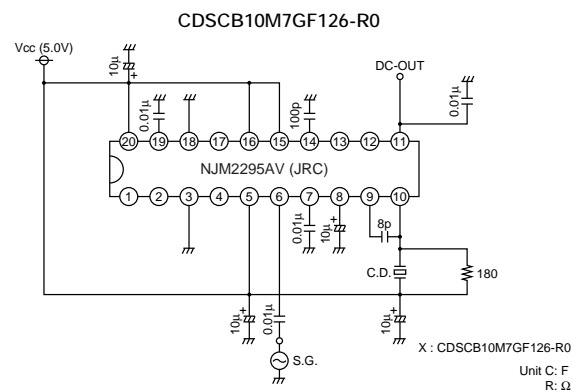 CDSCB10M7GF126-R0
Vcc (5.0V)
10μ
+
DC-OUT
0.01μ
0.01μ
100p
20 19 18 17 16 15 14 13 12 11
NJM2295AV (JRC)
1 2 3 4 5 6 7 8 9 10
0.01μ
10μ
+
8p
C.D.
180
10μ
+
0.01μ
10μ
+
S.G.
X : CDSCB10M7GF126-R0
Unit C: F
R: Ω